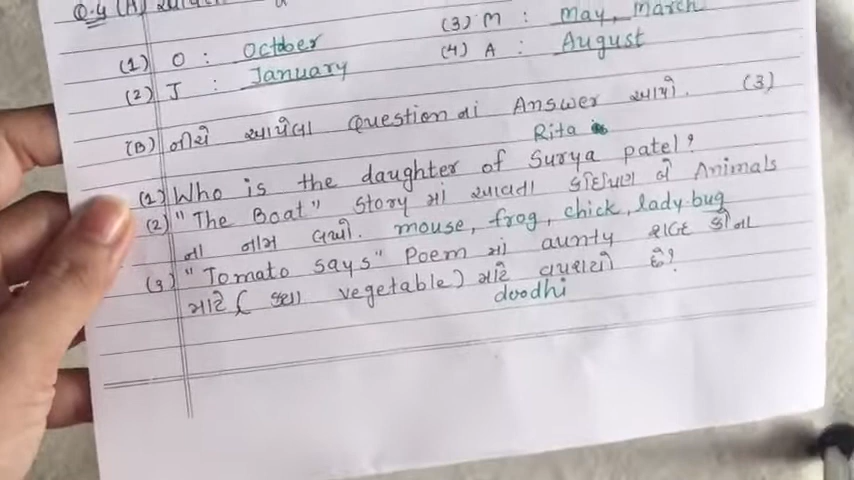 Q.4 (A)
(1) O : October (3) M : May, March
(2) J : January (4) A : August
(B) નીચે આપેલા Question ના Answer આપો. (3)
Rita is
(1) Who is the daughter of Surya patel?
(2) "The Boat" Story માં આવતા કોઈપણ બે Animals
ના નામ લખો. mouse, frog, chick, lady bug
(3) "Tomato says" Poem માં aunty શબ્દ કોના
માટે ( કયા vegetable) માટે વપરાયો છે?
doodhi